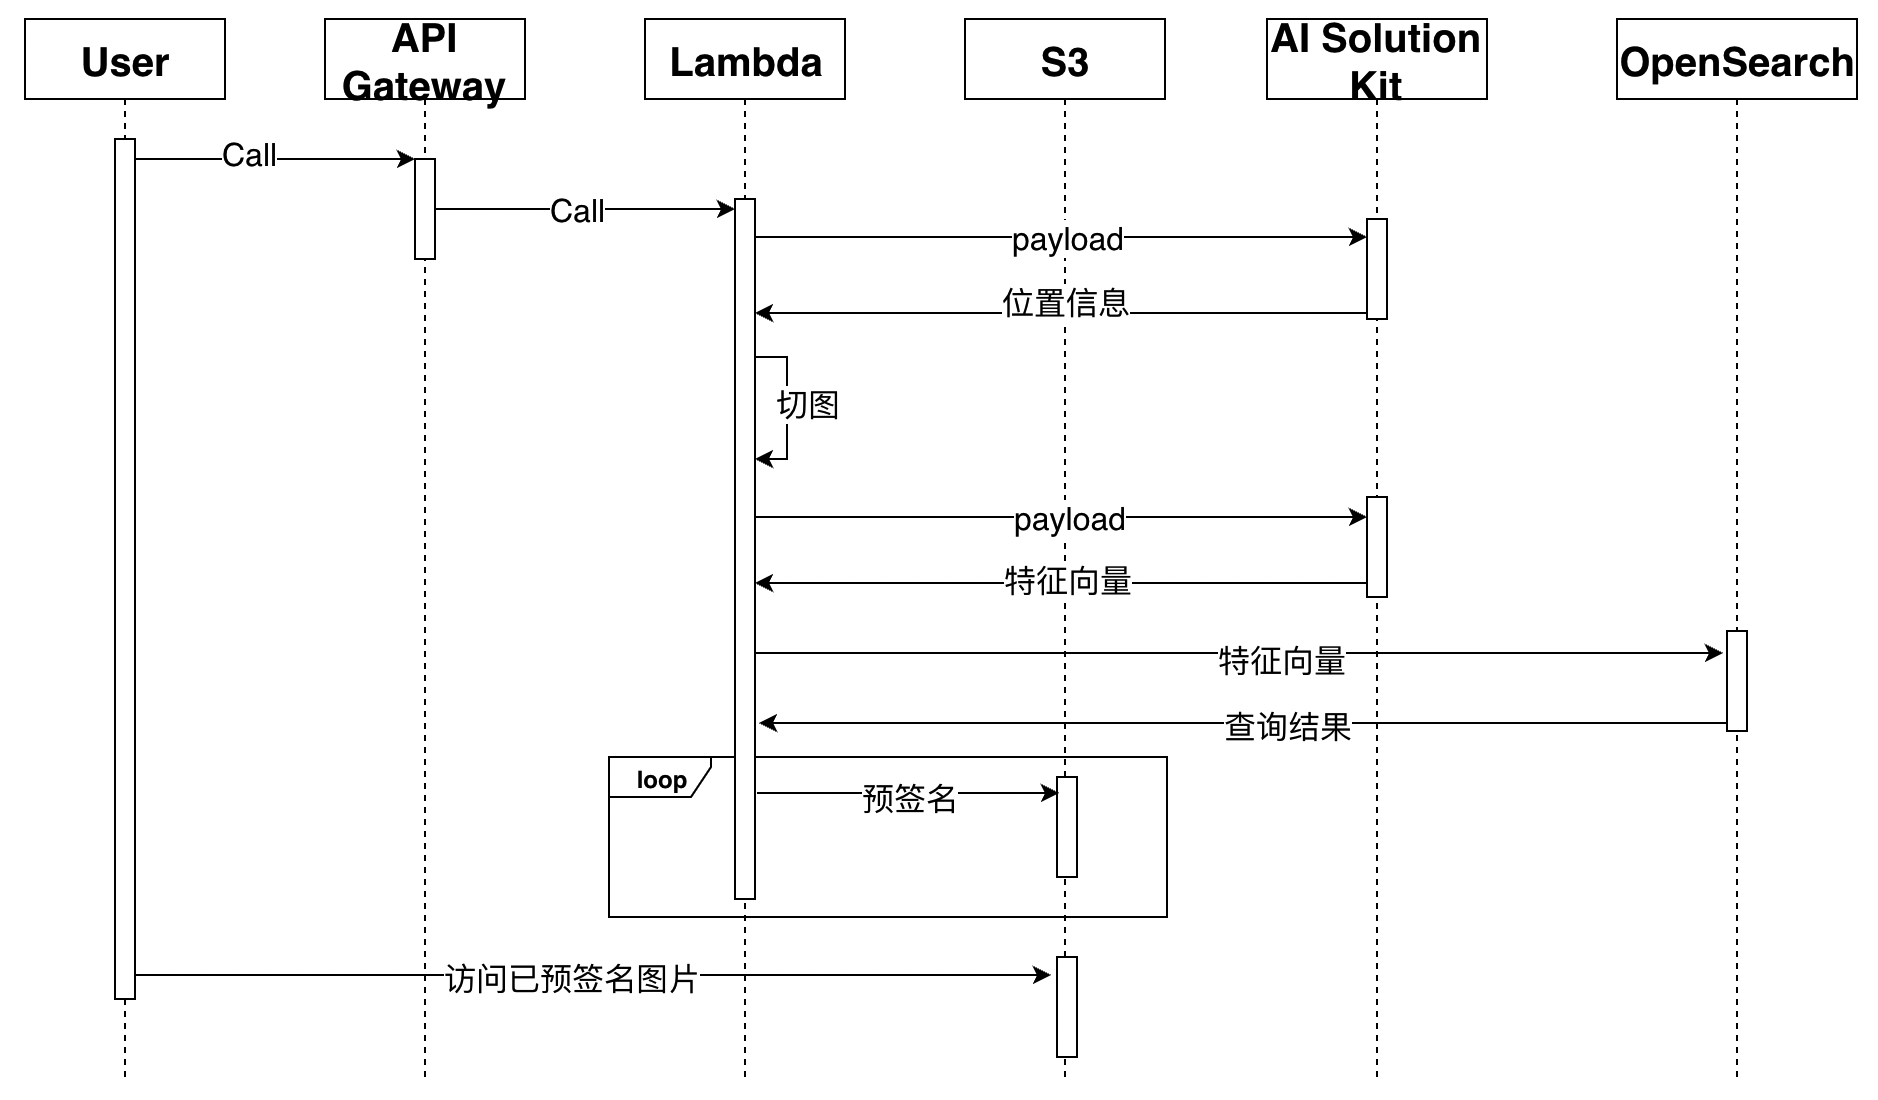 User
API
Gateway
Lambda
S3
AI Solution
Kit
OpenSearch
Call
Call
payload
位置信息
切图
payload
特征向量
特征向量
查询结果
loop
预签名
访问已预签名图片